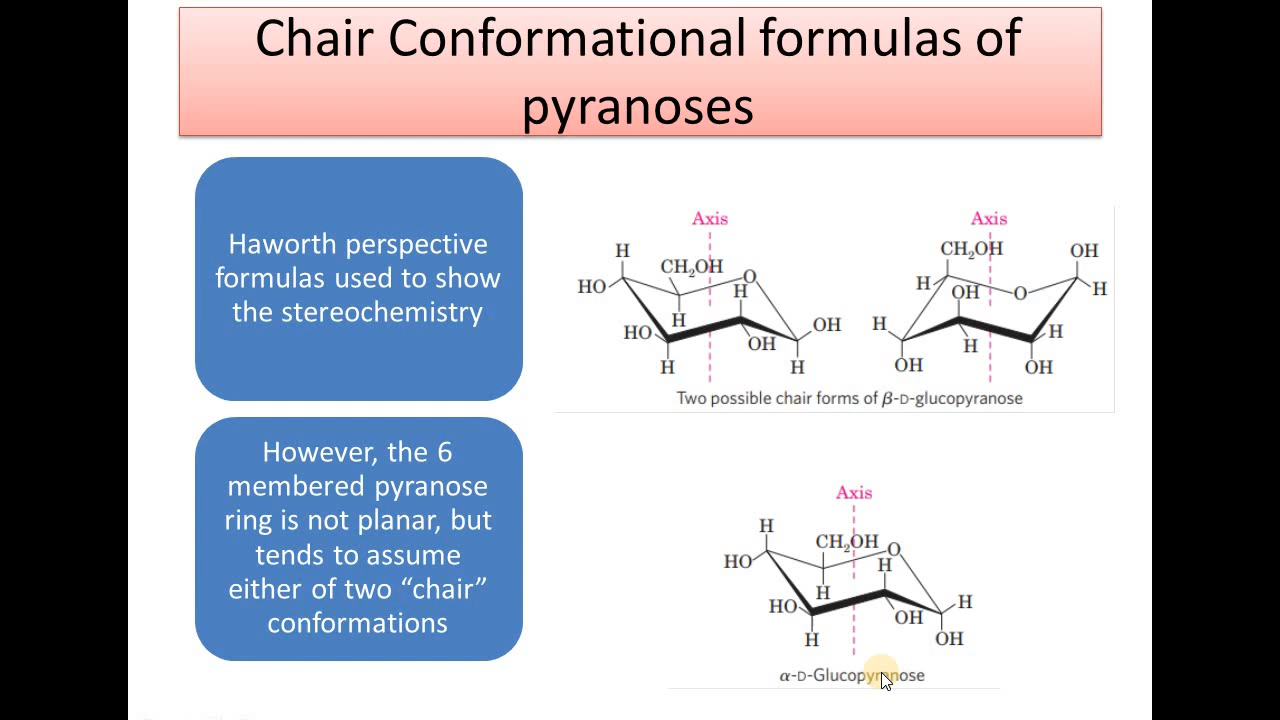 Chair Conformational formulas of
pyranoses
Haworth perspective
formulas used to show
the stereochemistry
However, the 6
membered pyranose
ring is not planar, but
tends to assume
either of two “chair”
conformations
Axis
H
CH₂OH
O
HO
H
H
HO
OH
OH
H
H
Axis
CH₂OH
OH
H
OH
O
H
H
H
H
OH
OH
Two possible chair forms of β-D-glucopyranose
Axis
H
CH₂OH
O
HO
H
H
HO
H
OH
H
OH
α-D-Glucopyranose